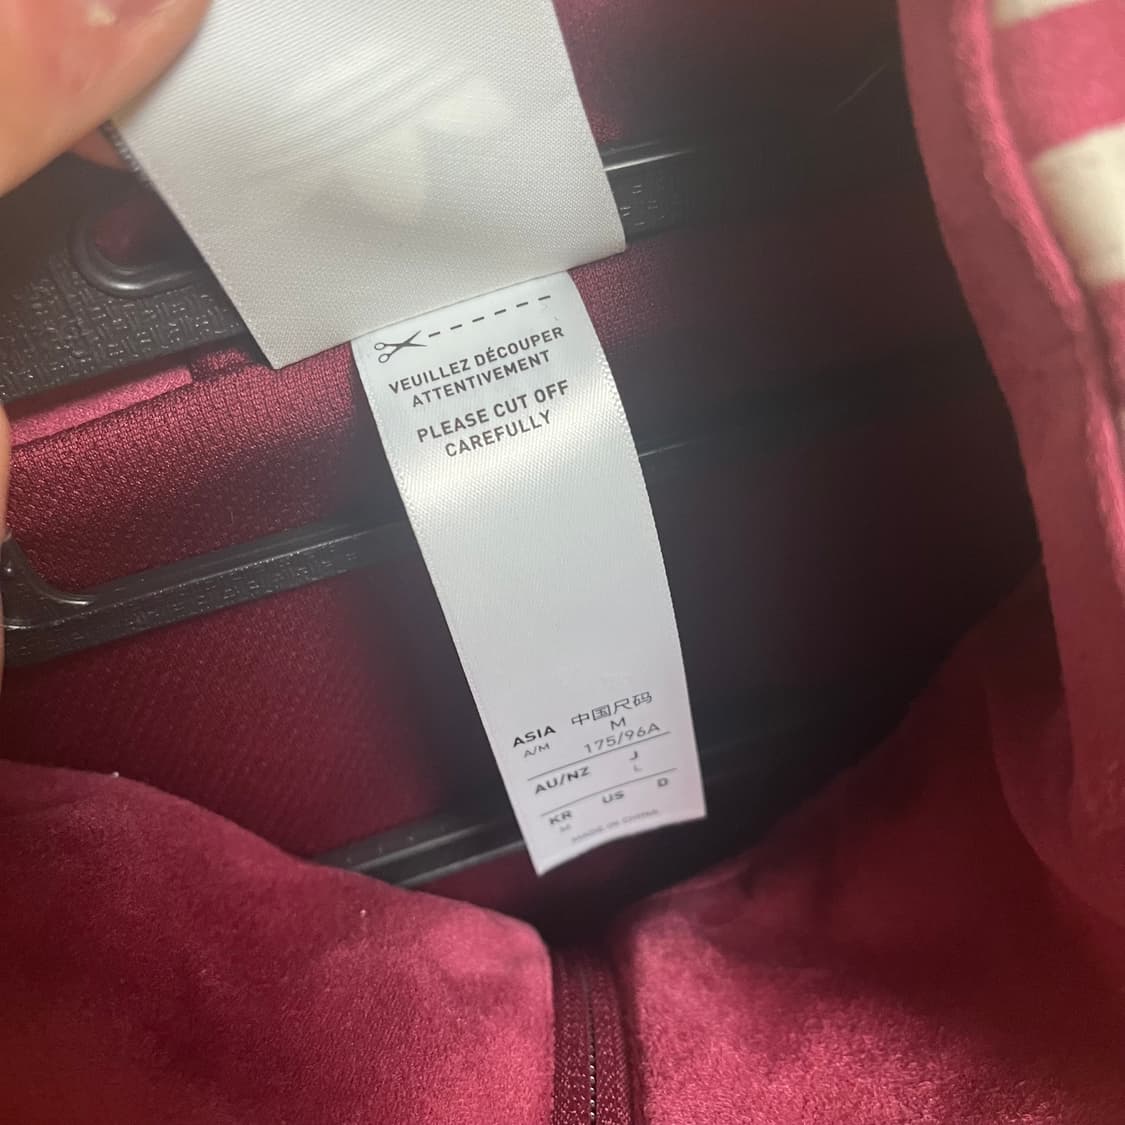 VEUILLEZ DÉCOUPER
ATTENTIVEMENT
PLEASE CUT OFF
CAREFULLY
ASIA 中国尺码
A/M M
175/96A
AU/NZ J
L
KR US D
M
MADE IN CHINA